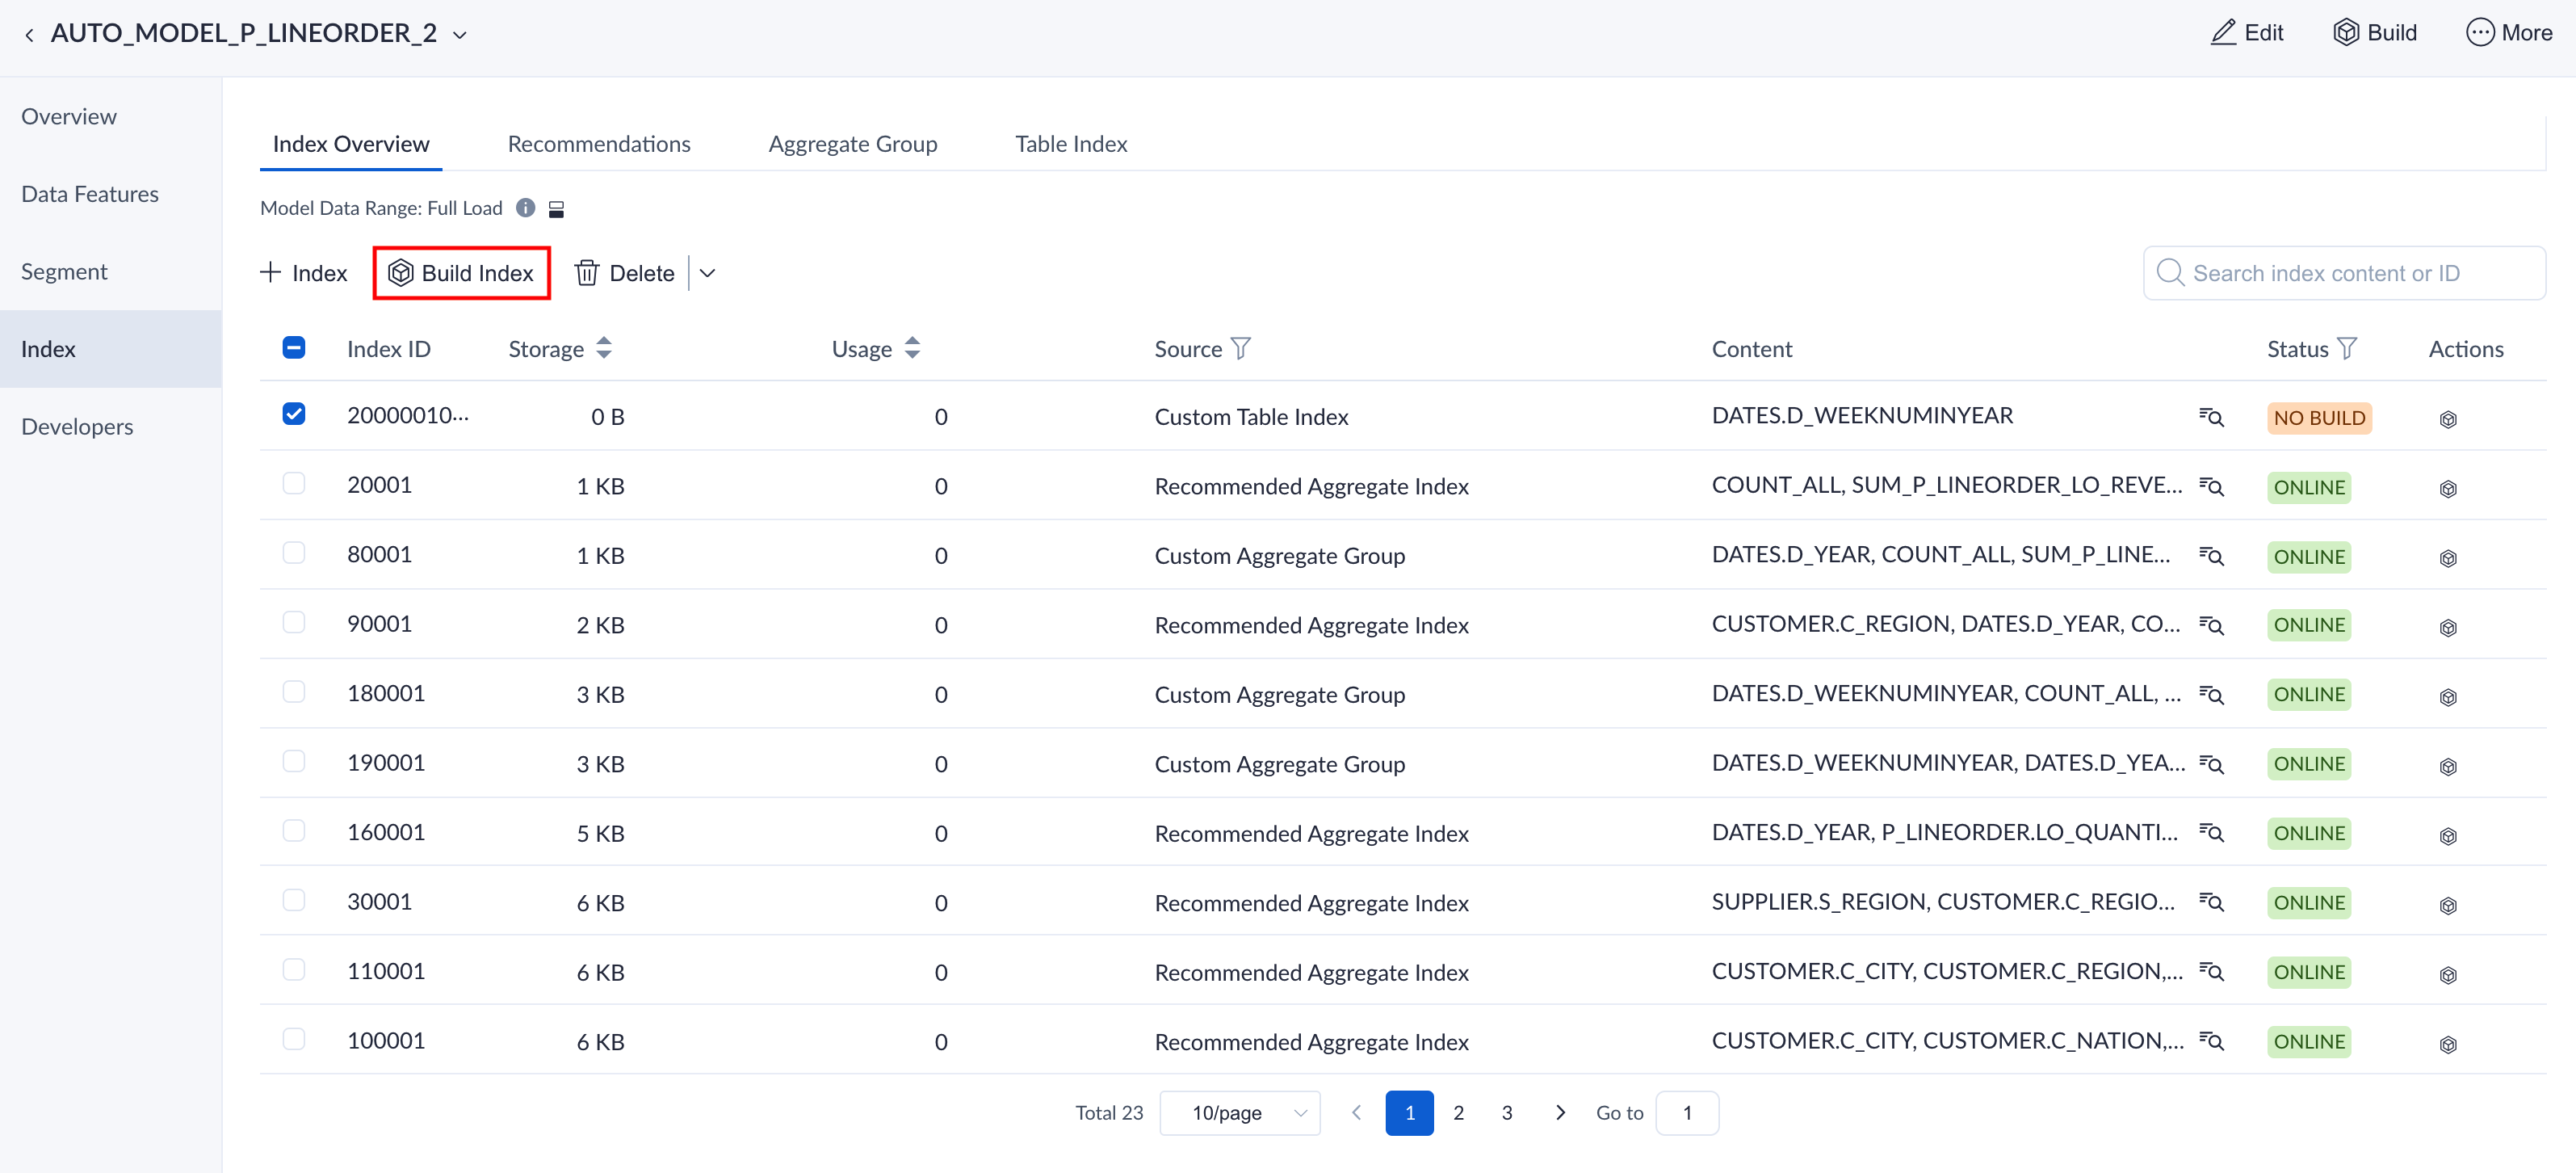 AUTO_MODEL_P_LINEORDER_2
Edit Build More
Overview
Data Features
Segment
Index
Developers
Index Overview Recommendations Aggregate Group Table Index
Model Data Range: Full Load
Index Build Index Delete Search index content or ID
Index ID Storage Usage Source Content Status Actions
20000010... 0 B 0 Custom Table Index DATES.D_WEEKNUMINYEAR NO BUILD
20001 1 KB 0 Recommended Aggregate Index COUNT_ALL, SUM_P_LINEORDER_LO_REVE... ONLINE
80001 1 KB 0 Custom Aggregate Group DATES.D_YEAR, COUNT_ALL, SUM_P_LINE... ONLINE
90001 2 KB 0 Recommended Aggregate Index CUSTOMER.C_REGION, DATES.D_YEAR, CO... ONLINE
180001 3 KB 0 Custom Aggregate Group DATES.D_WEEKNUMINYEAR, COUNT_ALL, ... ONLINE
190001 3 KB 0 Custom Aggregate Group DATES.D_WEEKNUMINYEAR, DATES.D_YEA... ONLINE
160001 5 KB 0 Recommended Aggregate Index DATES.D_YEAR, P_LINEORDER.LO_QUANTI... ONLINE
30001 6 KB 0 Recommended Aggregate Index SUPPLIER.S_REGION, CUSTOMER.C_REGIO... ONLINE
110001 6 KB 0 Recommended Aggregate Index CUSTOMER.C_CITY, CUSTOMER.C_REGION,... ONLINE
100001 6 KB 0 Recommended Aggregate Index CUSTOMER.C_CITY, CUSTOMER.C_NATION,... ONLINE
Total 23 10/page 1 2 3 Go to 1